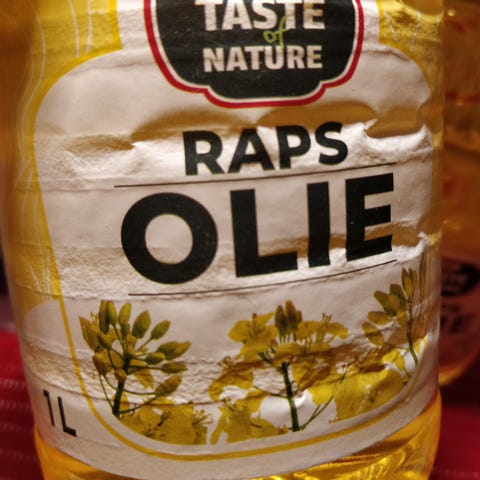 TASTE
of
NATURE
RAPS
OLIE
1L